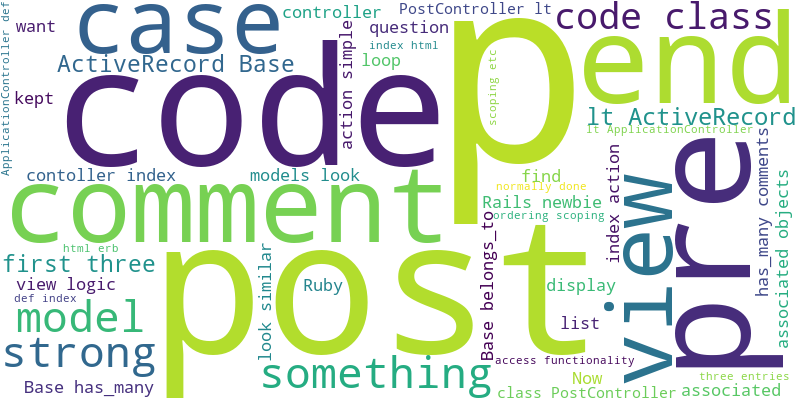 ApplicationController def
want
case
controller
PostController lt
code class
question
index html
ActiveRecord Base
action simple
loop
scoping etc
p
end
kept
code
lt ActiveRecord
lt ApplicationController
contoller index
models look
find
normally done
index action
pre
has_many comments
comment
Rails newbie
ordering scoping
view
html erb
first three
look similar
post
Base belongs_to
associated objects
view logic
Ruby
display
def index
model
list
strong
something
access functionality
Now
three entries
Base has_many
class PostController
associated